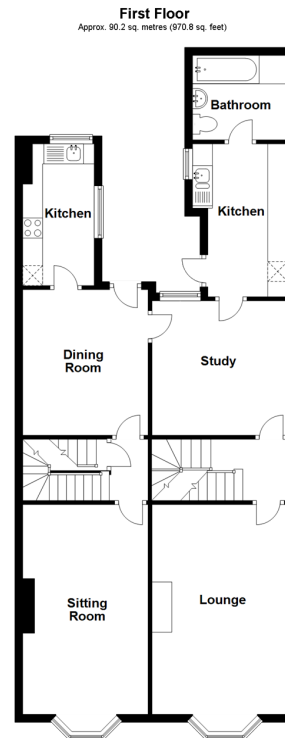 First Floor
Approx. 90.2 sq. metres (970.8 sq. feet)
Bathroom
Kitchen
Kitchen
Dining
Room
Study
Sitting
Room
Lounge